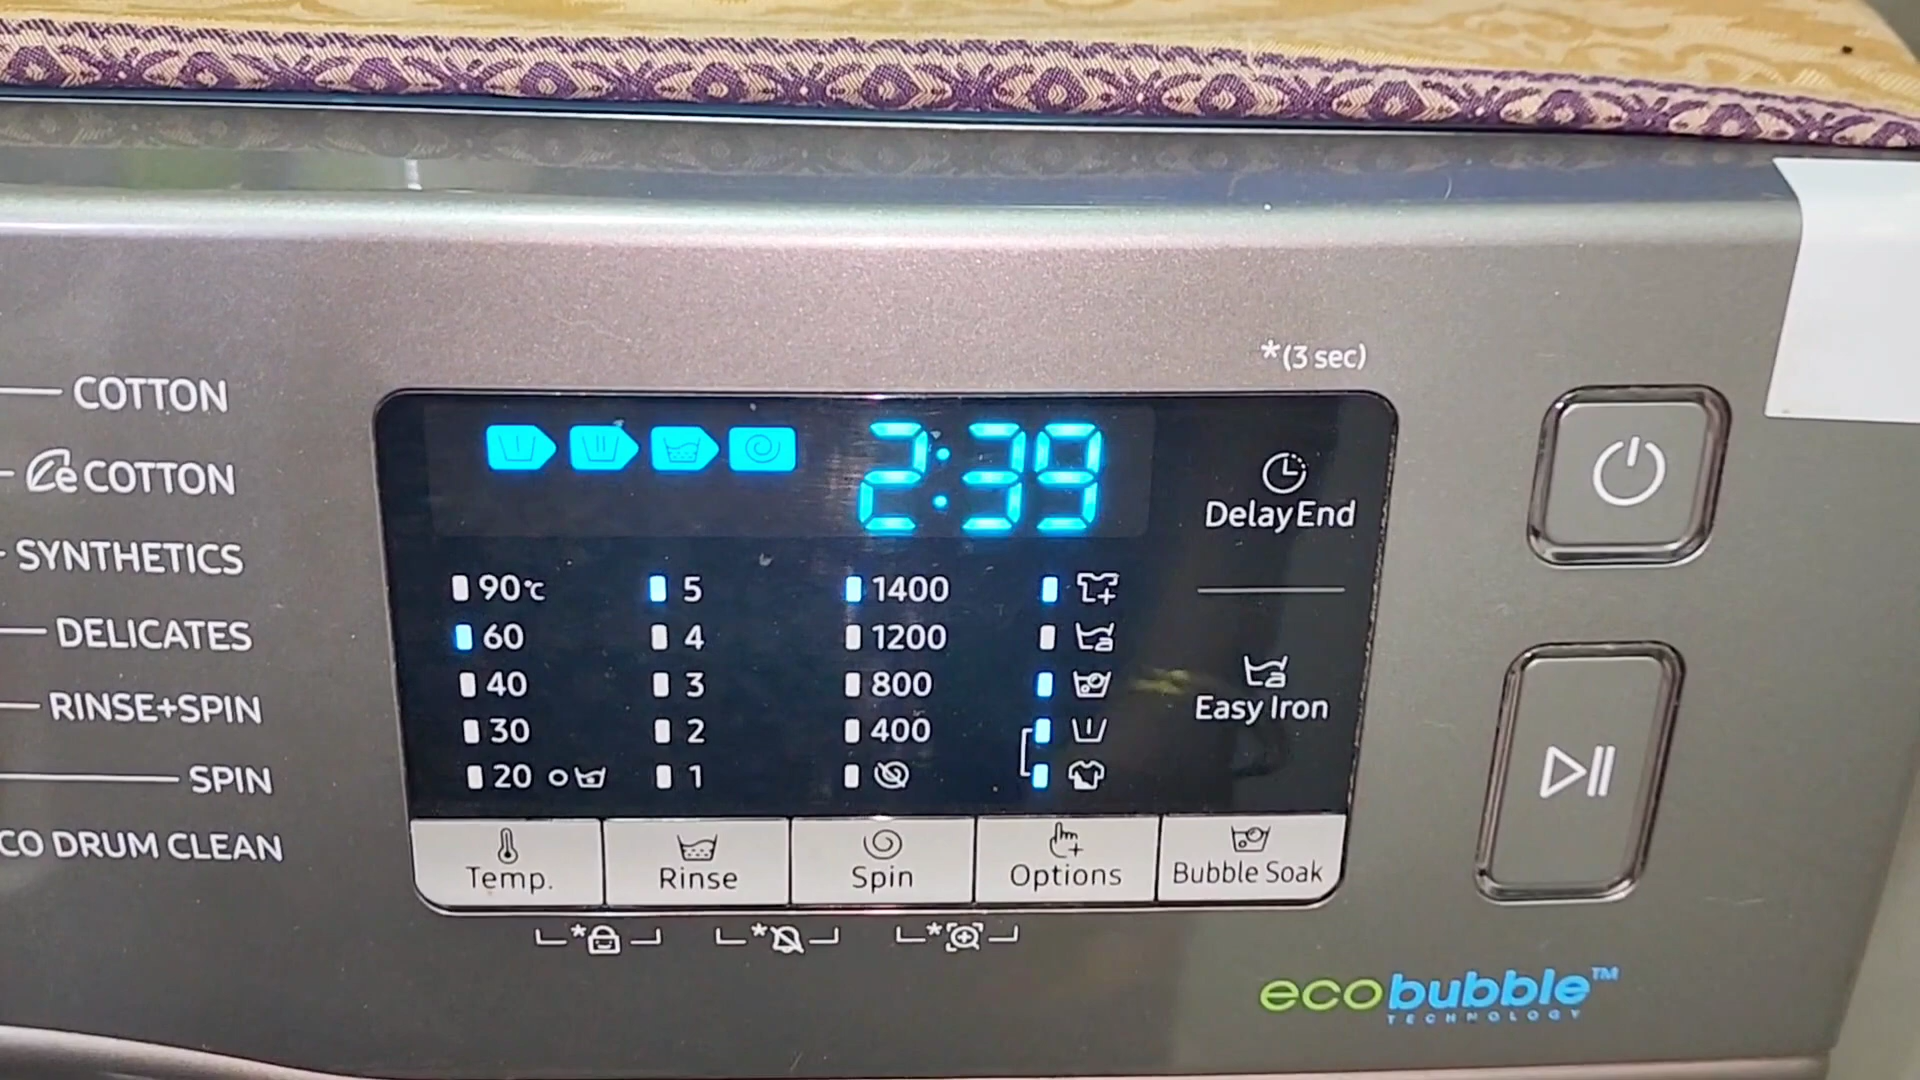 *(3 sec)
COTTON
e COTTON
SYNTHETICS
DELICATES
RINSE+SPIN
SPIN
CO DRUM CLEAN
2:39
DelayEnd
90℃ 5 1400
60 4 1200
40 3 800
30 2 400
20 1
Easy Iron
Temp. Rinse Spin Options Bubble Soak
* * *
ecobubble™
TECHNOLOGY